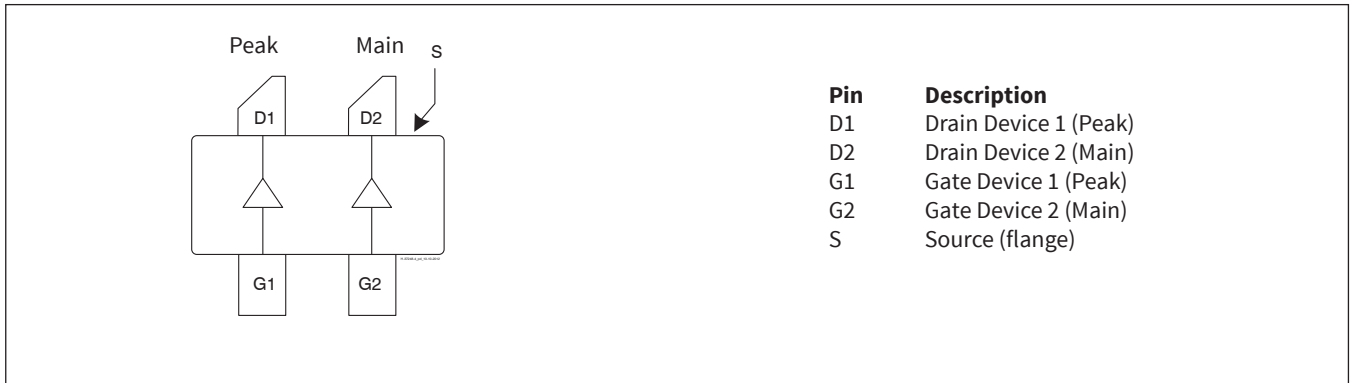 Peak Main S
D1 D2
G1 G2
Pin Description
D1 Drain Device 1 (Peak)
D2 Drain Device 2 (Main)
G1 Gate Device 1 (Peak)
G2 Gate Device 2 (Main)
S Source (flange)